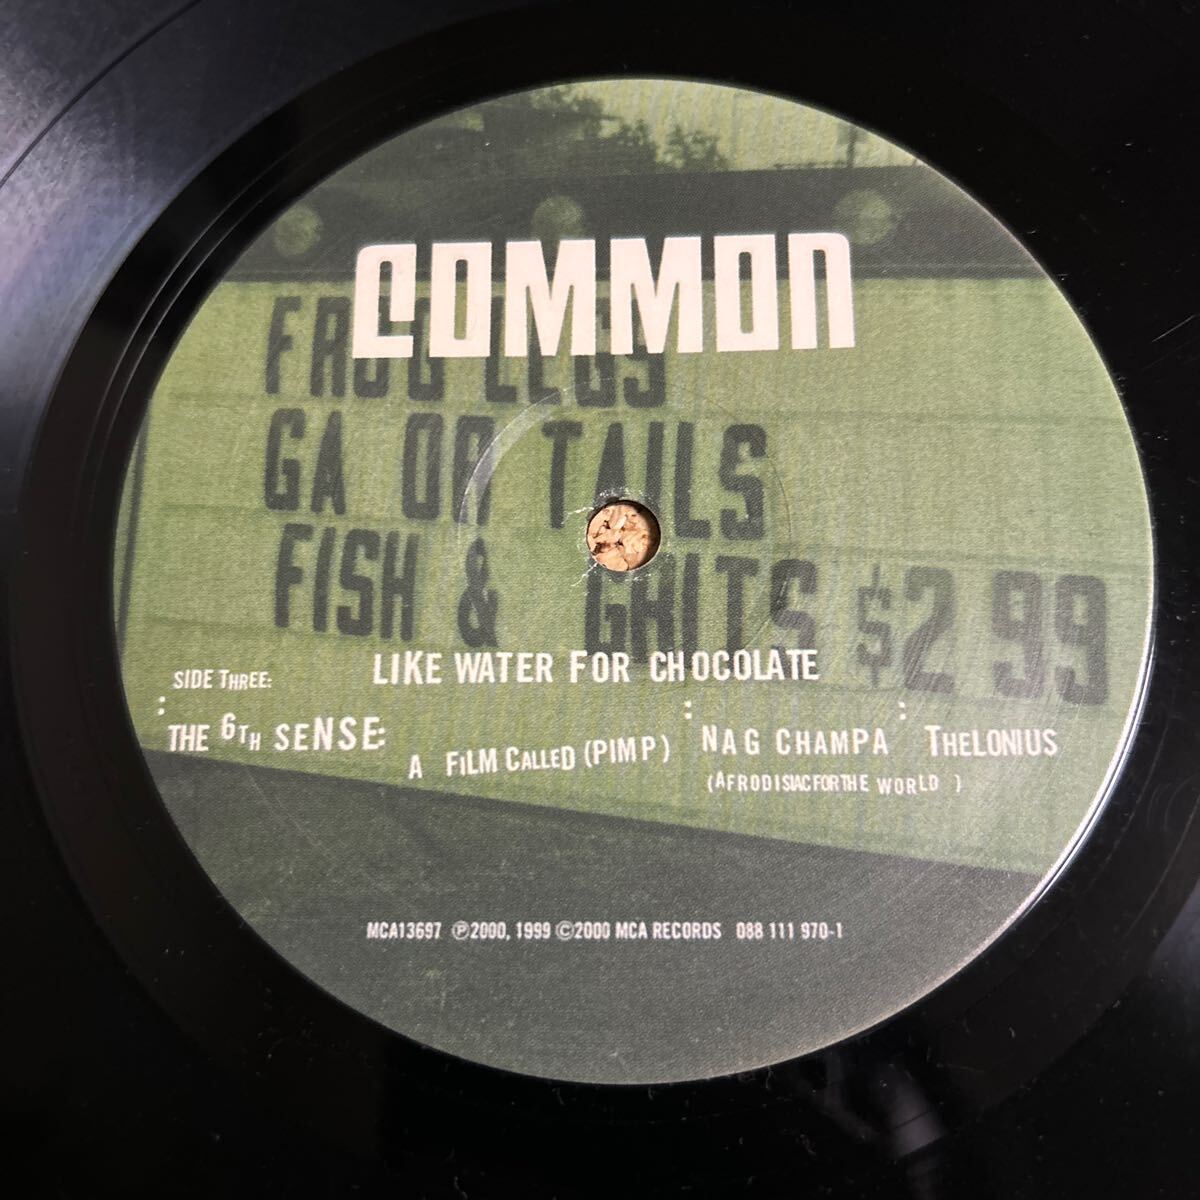 COMMON
FROG LEGS
GA OR TAILS
FISH & GRITS $2 99
LIKE WATER FOR CHOCOLATE
SIDE THREE:
: THE 6TH SENSE: A FiLM CALLED (PIMP) : NAG CHAMPA : THELONIUS
(AFRODISIAC FOR THE WORLD )
MCA13697 ℗2000, 1999 ©2000 MCA RECORDS 088 111 970-1